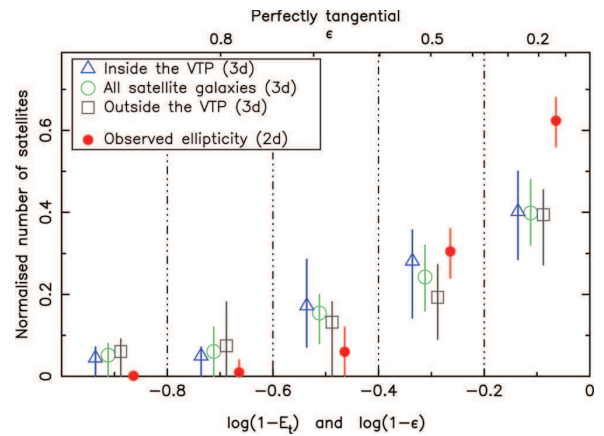 Perfectly tangential
ϵ
0.8 0.5 0.2
Inside the VTP (3d)
All satellite galaxies (3d)
Outside the VTP (3d)
Observed ellipticity (2d)
Normalised number of satellites
0.6
0.4
0.2
0
−0.8 −0.6 −0.4 −0.2 0
log(1−Eₜ) and log(1−ϵ)